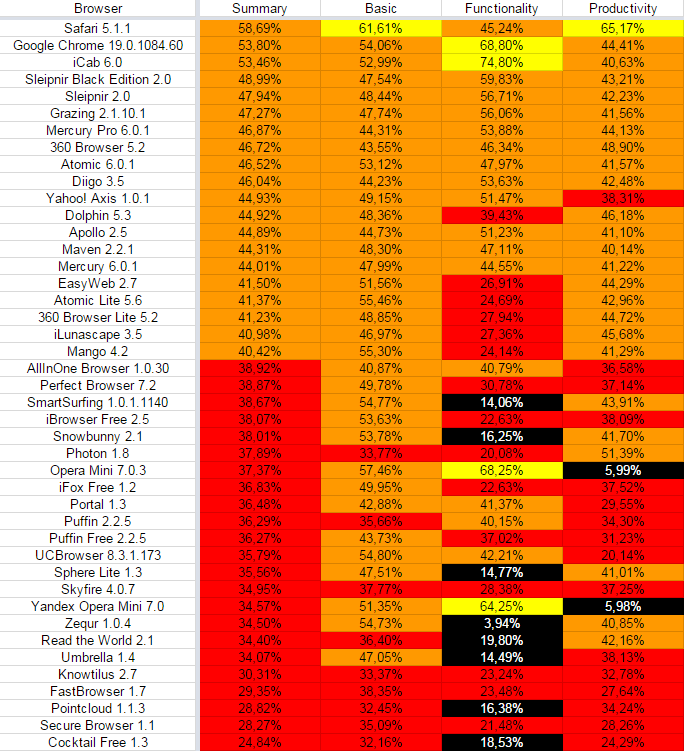 Browser Summary Basic Functionality Productivity
Safari 5.1.1 58,69% 61,61% 45,24% 65,17%
Google Chrome 19.0.1084.60 53,80% 54,06% 68,80% 44,41%
iCab 6.0 53,46% 52,99% 74,80% 40,63%
Sleipnir Black Edition 2.0 48,99% 47,54% 59,83% 43,21%
Sleipnir 2.0 47,94% 48,44% 56,71% 42,23%
Grazing 2.1.10.1 47,27% 47,74% 56,06% 41,56%
Mercury Pro 6.0.1 46,87% 44,31% 53,88% 44,13%
360 Browser 5.2 46,72% 43,55% 46,34% 48,90%
Atomic 6.0.1 46,52% 53,12% 47,97% 41,57%
Diigo 3.5 46,04% 44,23% 53,63% 42,48%
Yahoo! Axis 1.0.1 44,93% 49,15% 51,47% 38,31%
Dolphin 5.3 44,92% 48,36% 39,43% 46,18%
Apollo 2.5 44,89% 44,73% 51,23% 41,10%
Maven 2.2.1 44,31% 48,30% 47,11% 40,14%
Mercury 6.0.1 44,01% 47,99% 44,55% 41,22%
EasyWeb 2.7 41,50% 51,56% 26,91% 44,29%
Atomic Lite 5.6 41,37% 55,46% 24,69% 42,96%
360 Browser Lite 5.2 41,23% 48,85% 27,94% 44,72%
iLunascape 3.5 40,98% 46,97% 27,36% 45,68%
Mango 4.2 40,42% 55,30% 24,14% 41,29%
AllInOne Browser 1.0.30 38,92% 40,87% 40,79% 36,58%
Perfect Browser 7.2 38,87% 49,78% 30,78% 37,14%
SmartSurfing 1.0.1.1140 38,67% 54,77% 14,06% 43,91%
iBrowser Free 2.5 38,07% 53,63% 22,63% 38,09%
Snowbunny 2.1 38,01% 53,78% 16,25% 41,70%
Photon 1.8 37,89% 33,77% 20,08% 51,39%
Opera Mini 7.0.3 37,37% 57,46% 68,25% 5,99%
iFox Free 1.2 36,83% 49,95% 22,63% 37,52%
Portal 1.3 36,48% 42,88% 41,37% 29,55%
Puffin 2.2.5 36,29% 35,66% 40,15% 34,30%
Puffin Free 2.2.5 36,27% 43,73% 37,02% 31,23%
UCBrowser 8.3.1.173 35,79% 54,80% 42,21% 20,14%
Sphere Lite 1.3 35,56% 47,51% 14,77% 41,01%
Skyfire 4.0.7 34,95% 37,77% 28,38% 37,25%
Yandex Opera Mini 7.0 34,57% 51,35% 64,25% 5,98%
Zequr 1.0.4 34,50% 54,73% 3,94% 40,85%
Read the World 2.1 34,40% 36,40% 19,80% 42,16%
Umbrella 1.4 34,07% 47,05% 14,49% 38,13%
Knowtilus 2.7 30,31% 33,37% 23,24% 32,78%
FastBrowser 1.7 29,35% 38,35% 23,48% 27,64%
Pointcloud 1.1.3 28,82% 32,45% 16,38% 34,24%
Secure Browser 1.1 28,27% 35,09% 21,48% 28,26%
Cocktail Free 1.3 24,84% 32,16% 18,53% 24,29%